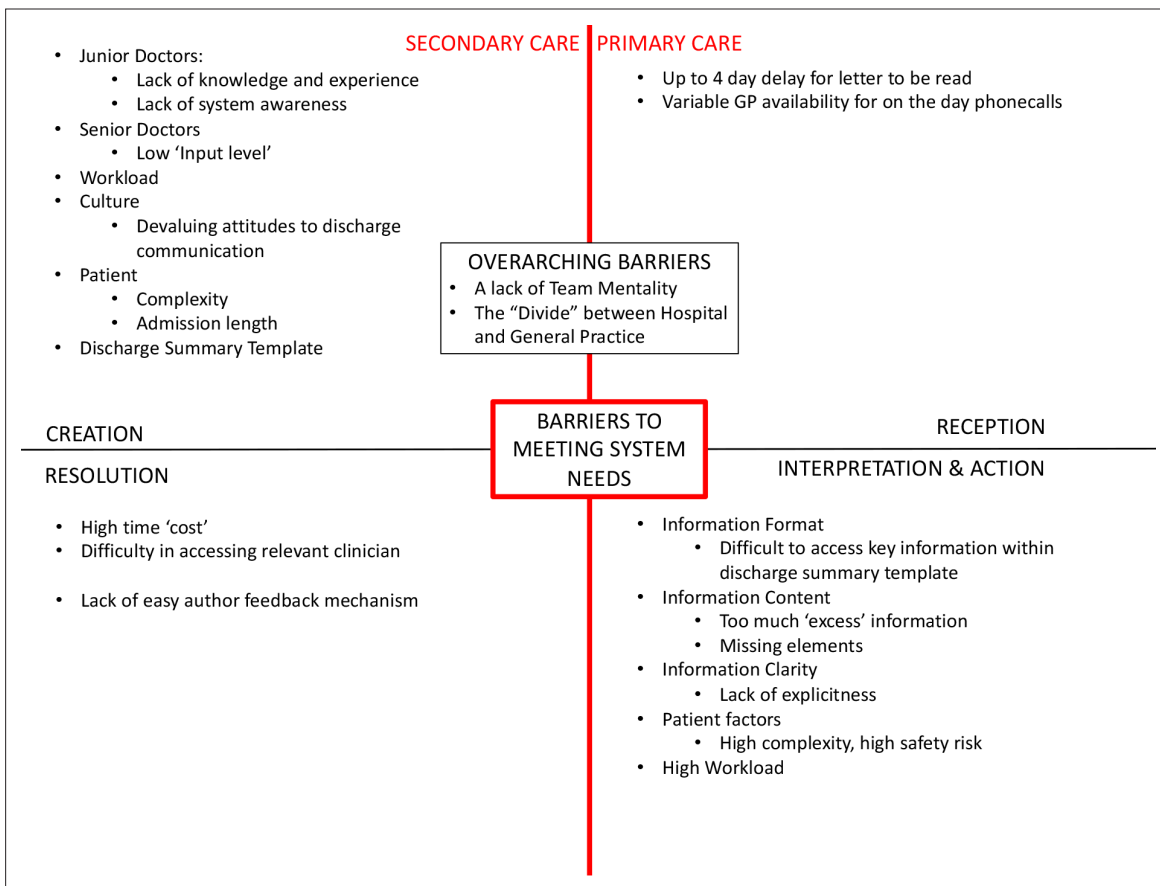 SECONDARY CARE
PRIMARY CARE
• Junior Doctors:
• Lack of knowledge and experience
• Lack of system awareness
• Senior Doctors
• Low ‘Input level’
• Workload
• Culture
• Devaluing attitudes to discharge
communication
• Patient
• Complexity
• Admission length
• Discharge Summary Template
• Up to 4 day delay for letter to be read
• Variable GP availability for on the day phonecalls
OVERARCHING BARRIERS
• A lack of Team Mentality
• The “Divide” between Hospital
and General Practice
CREATION
BARRIERS TO
MEETING SYSTEM
NEEDS
RECEPTION
RESOLUTION
INTERPRETATION & ACTION
• High time ‘cost’
• Difficulty in accessing relevant clinician
• Lack of easy author feedback mechanism
• Information Format
• Difficult to access key information within
discharge summary template
• Information Content
• Too much ‘excess’ information
• Missing elements
• Information Clarity
• Lack of explicitness
• Patient factors
• High complexity, high safety risk
• High Workload